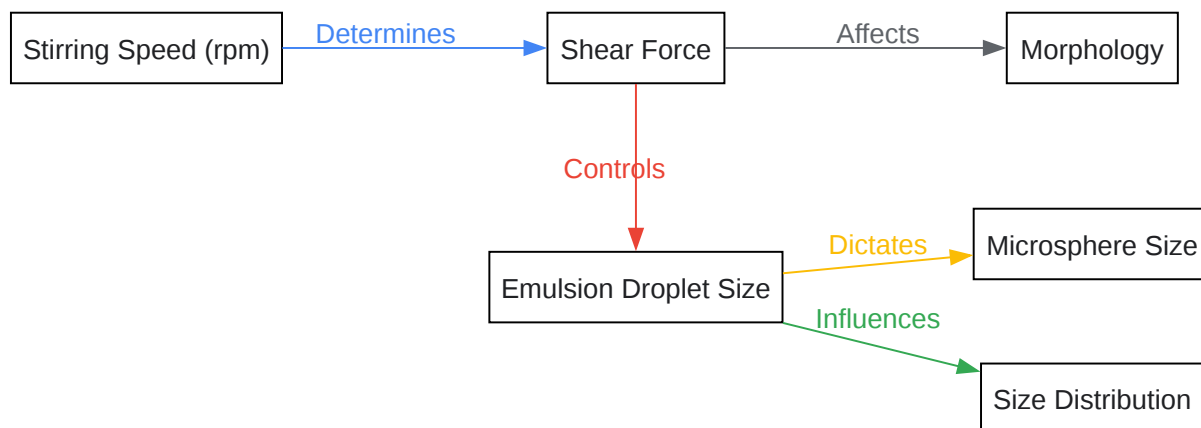 Stirring Speed (rpm)
Determines
Shear Force
Affects
Morphology
Controls
Emulsion Droplet Size
Dictates
Microsphere Size
Influences
Size Distribution